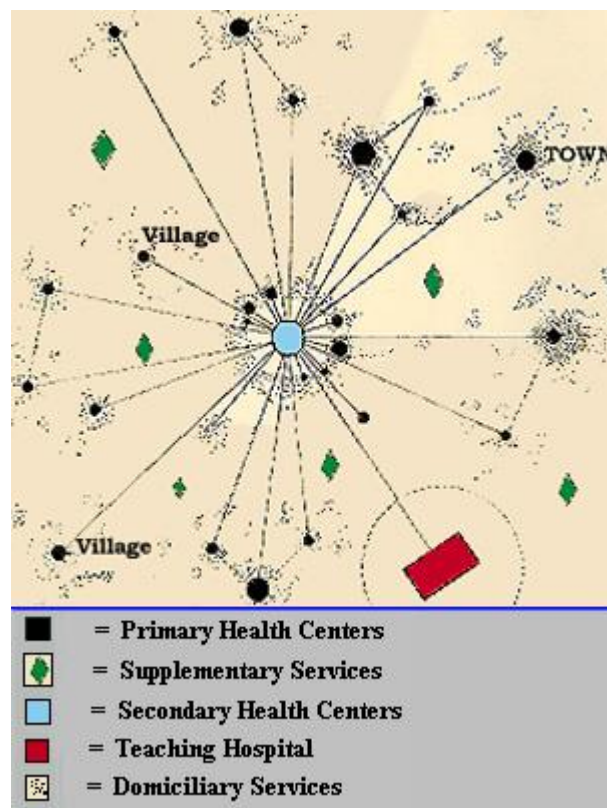 TOWN
Village
Village
= Primary Health Centers
= Supplementary Services
= Secondary Health Centers
= Teaching Hospital
= Domiciliary Services